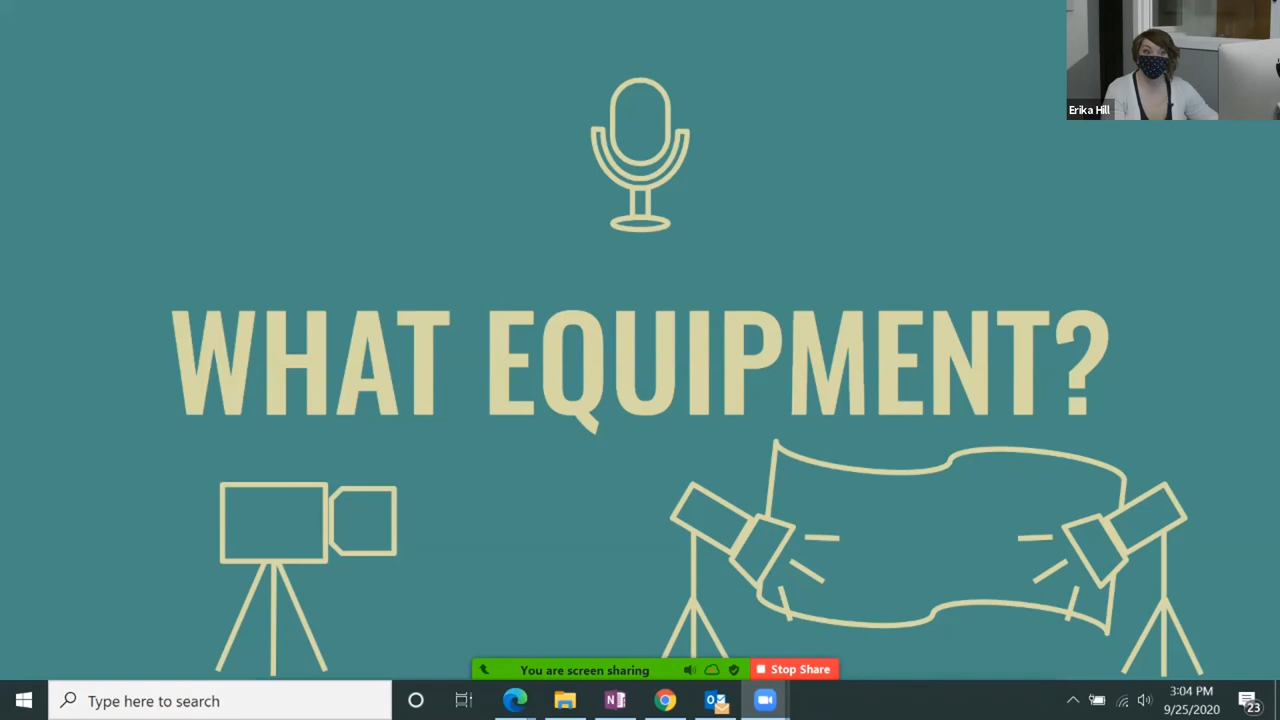 Erika Hill
WHAT EQUIPMENT?
You are screen sharing
Stop Share
Type here to search
3:04 PM
9/25/2020
23